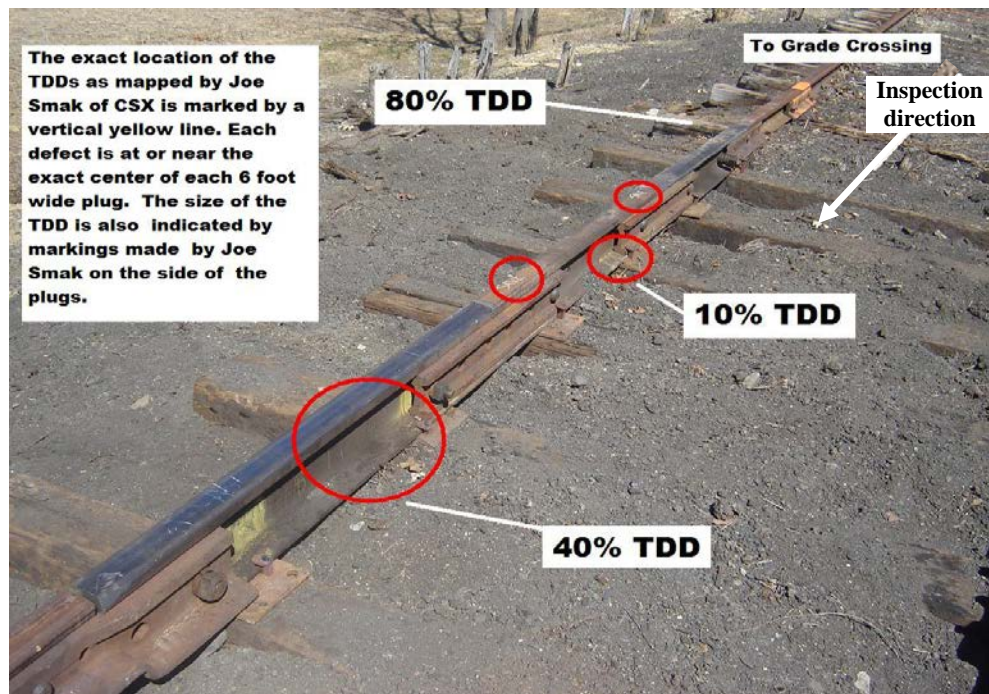 The exact location of the
TDDs as mapped by Joe
Smak of CSX is marked by a
vertical yellow line. Each
defect is at or near the
exact center of each 6 foot
wide plug.  The size of the
TDD is also  indicated by
markings made  by Joe
Smak on the side of  the
plugs.
To Grade Crossing
80% TDD
Inspection
direction
10% TDD
40% TDD